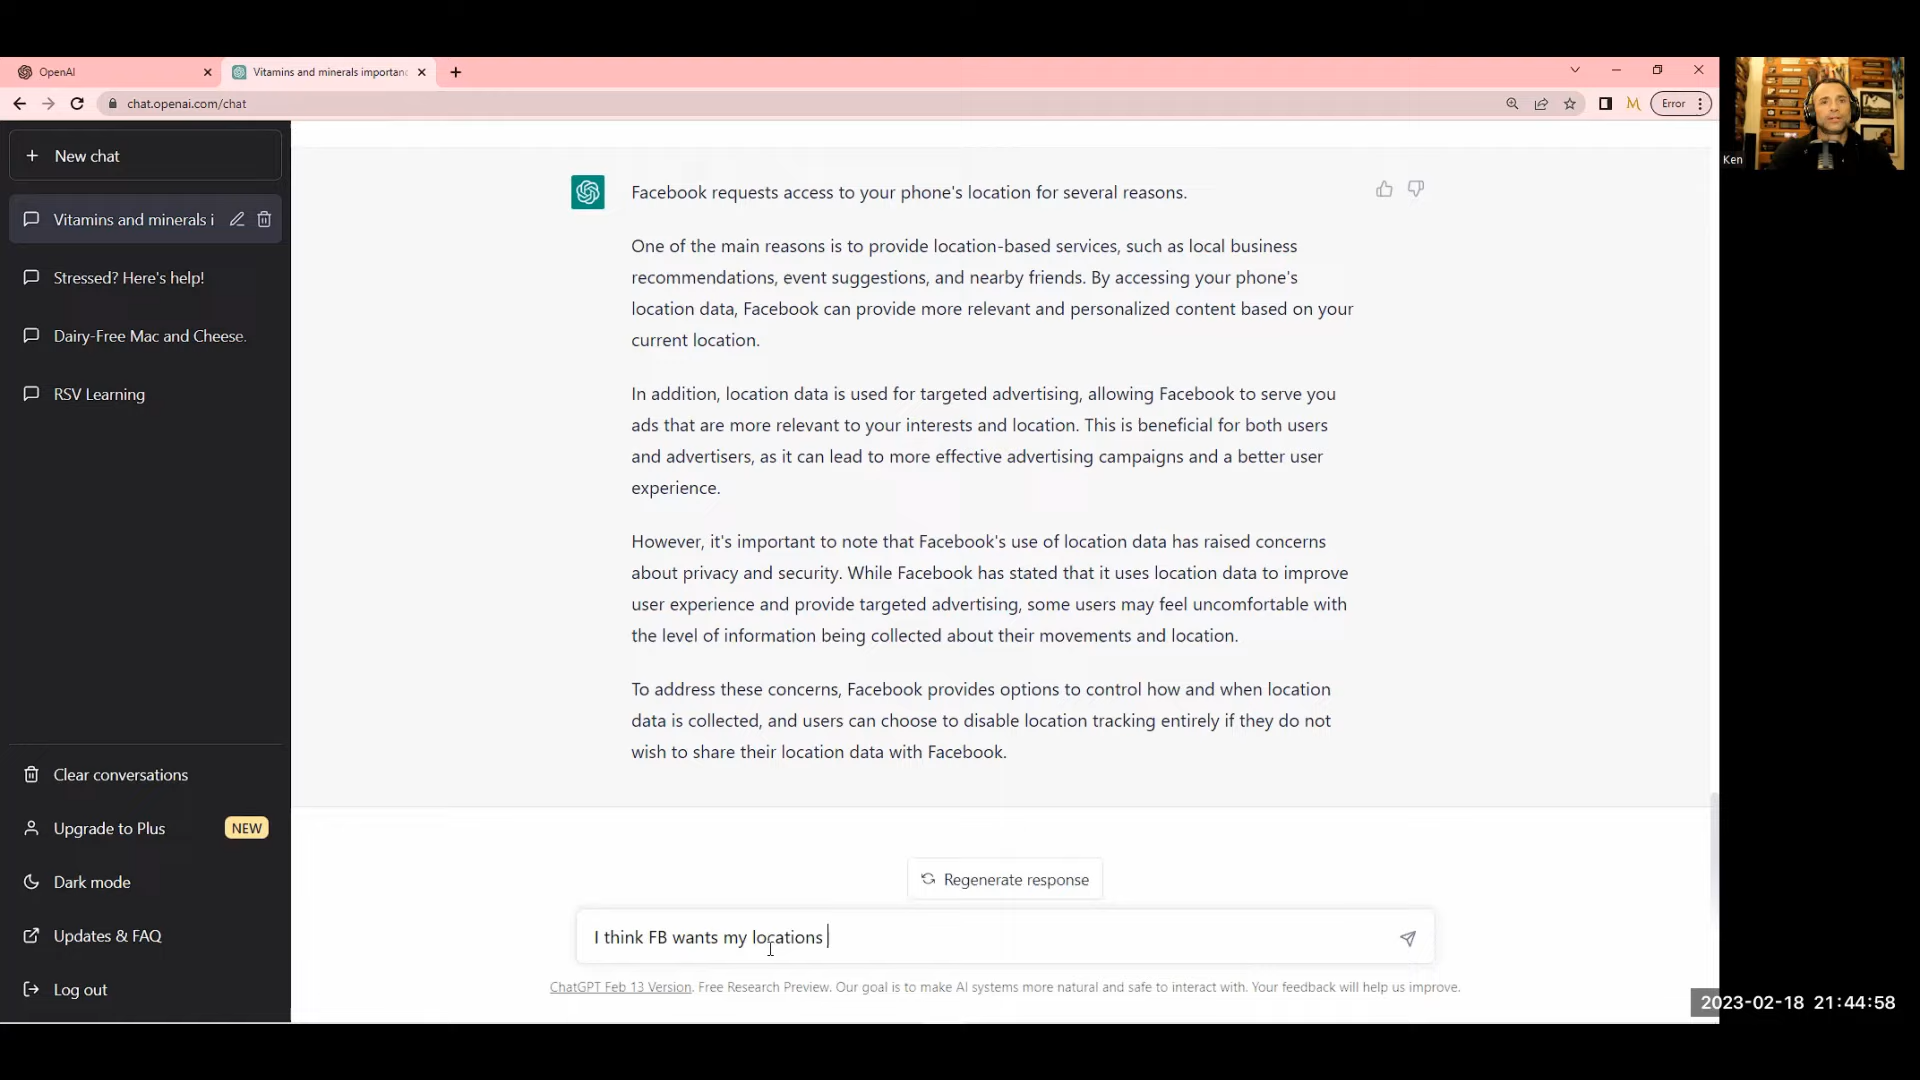 OpenAI
Vitamins and minerals importanc
chat.openai.com/chat
M
Error
Ken
New chat
Vitamins and minerals i
Stressed? Here's help!
Dairy-Free Mac and Cheese.
RSV Learning
Facebook requests access to your phone's location for several reasons.
One of the main reasons is to provide location-based services, such as local business
recommendations, event suggestions, and nearby friends. By accessing your phone's
location data, Facebook can provide more relevant and personalized content based on your
current location.
In addition, location data is used for targeted advertising, allowing Facebook to serve you
ads that are more relevant to your interests and location. This is beneficial for both users
and advertisers, as it can lead to more effective advertising campaigns and a better user
experience.
However, it's important to note that Facebook's use of location data has raised concerns
about privacy and security. While Facebook has stated that it uses location data to improve
user experience and provide targeted advertising, some users may feel uncomfortable with
the level of information being collected about their movements and location.
To address these concerns, Facebook provides options to control how and when location
data is collected, and users can choose to disable location tracking entirely if they do not
wish to share their location data with Facebook.
Clear conversations
Upgrade to Plus NEW
Dark mode
Updates & FAQ
Log out
Regenerate response
I think FB wants my locations
ChatGPT Feb 13 Version. Free Research Preview. Our goal is to make AI systems more natural and safe to interact with. Your feedback will help us improve.
2023-02-18 21:44:58